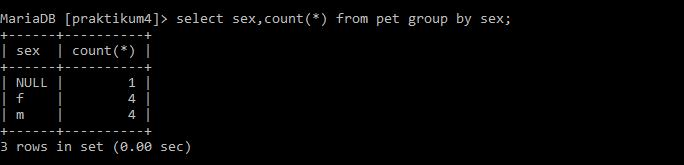 MariaDB [praktikum4]> select sex,count(*) from pet group by sex;
+------+----------+
| sex  | count(*) |
+------+----------+
| NULL |        1 |
| f    |        4 |
| m    |        4 |
+------+----------+
3 rows in set (0.00 sec)